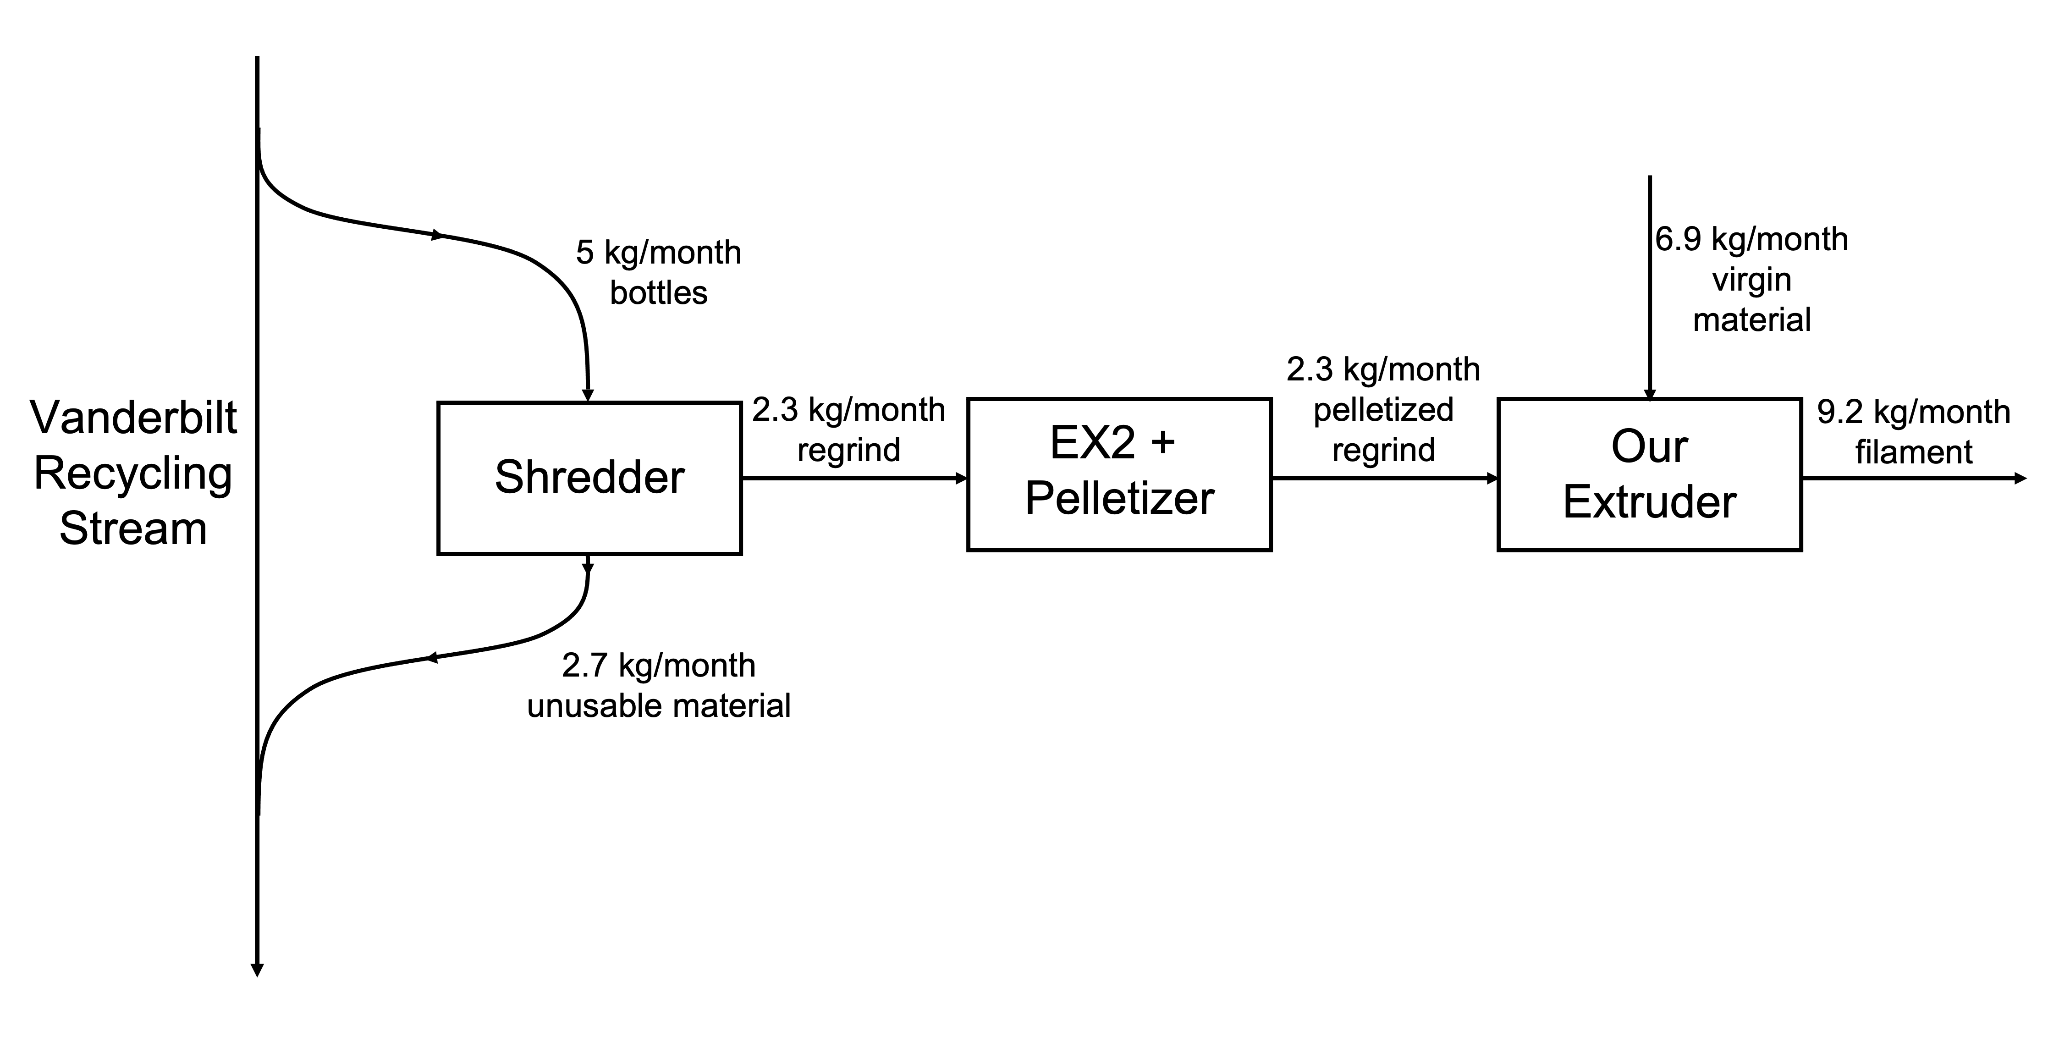 Vanderbilt
Recycling
Stream
5 kg/month
bottles
Shredder
2.7 kg/month
unusable material
2.3 kg/month
regrind
EX2 +
Pelletizer
2.3 kg/month
pelletized
regrind
6.9 kg/month
virgin
material
Our
Extruder
9.2 kg/month
filament